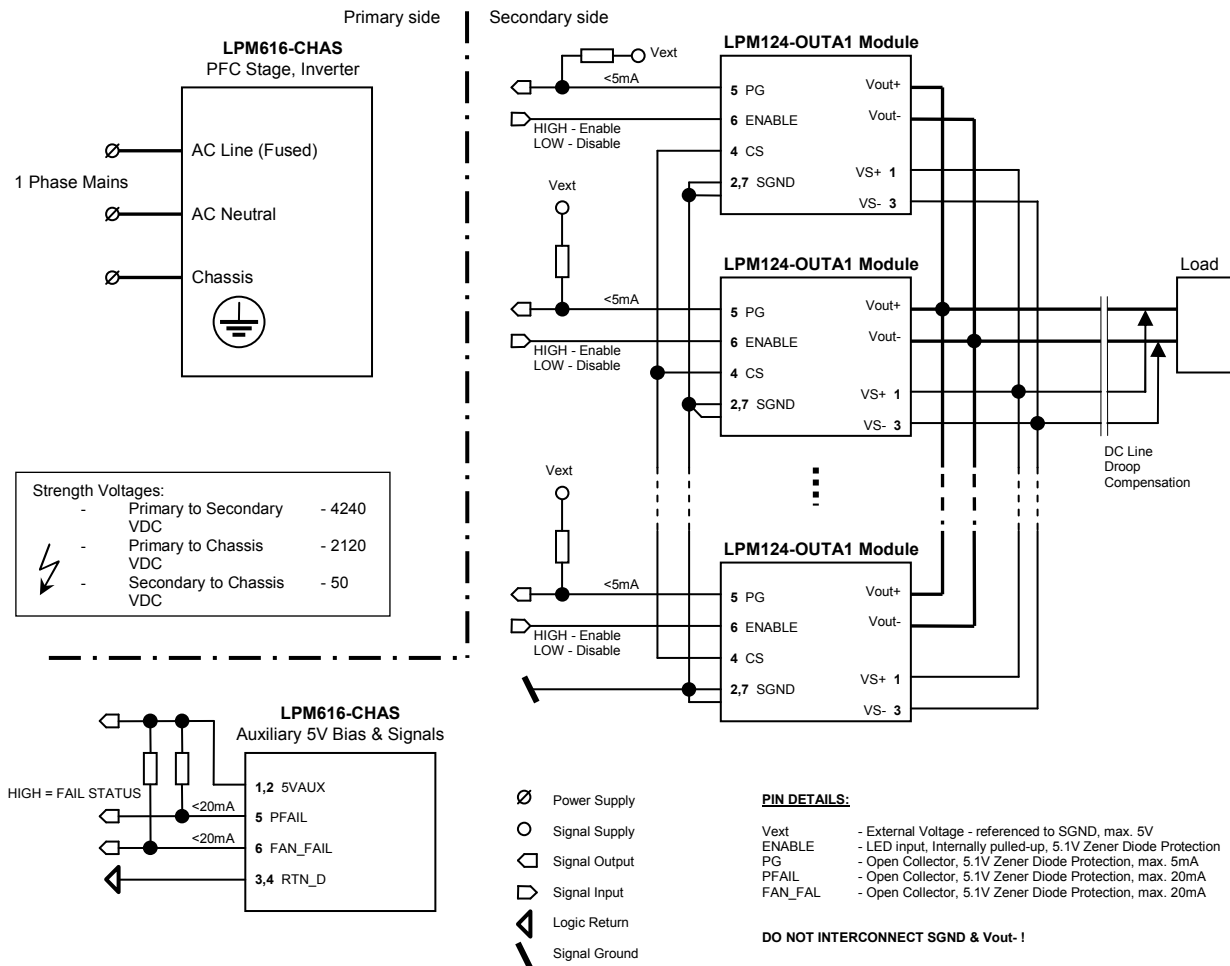 Primary side
Secondary side
LPM616-CHAS
PFC Stage, Inverter
AC Line (Fused)
1 Phase Mains
AC Neutral
Chassis
Strength Voltages:
- Primary to Secondary - 4240
VDC
- Primary to Chassis - 2120
VDC
- Secondary to Chassis - 50
VDC
LPM616-CHAS
Auxiliary 5V Bias & Signals
1,2 5VAUX
HIGH = FAIL STATUS
<20mA
5 PFAIL
<20mA
6 FAN_FAIL
3,4 RTN_D
LPM124-OUTA1 Module
Vext
<5mA
5 PG
Vout+
6 ENABLE
Vout-
HIGH - Enable
LOW - Disable
4 CS
VS+ 1
2,7 SGND
VS- 3
Vext
LPM124-OUTA1 Module
Load
<5mA
5 PG
Vout+
6 ENABLE
Vout-
HIGH - Enable
LOW - Disable
4 CS
VS+ 1
2,7 SGND
VS- 3
DC Line
Droop
Compensation
Vext
LPM124-OUTA1 Module
<5mA
5 PG
Vout+
6 ENABLE
Vout-
HIGH - Enable
LOW - Disable
4 CS
VS+ 1
2,7 SGND
VS- 3
Power Supply
Signal Supply
Signal Output
Signal Input
Logic Return
Signal Ground
PIN DETAILS:
Vext - External Voltage - referenced to SGND, max. 5V
ENABLE - LED input, Internally pulled-up, 5.1V Zener Diode Protection
PG - Open Collector, 5.1V Zener Diode Protection, max. 5mA
PFAIL - Open Collector, 5.1V Zener Diode Protection, max. 20mA
FAN_FAL - Open Collector, 5.1V Zener Diode Protection, max. 20mA
DO NOT INTERCONNECT SGND & Vout- !